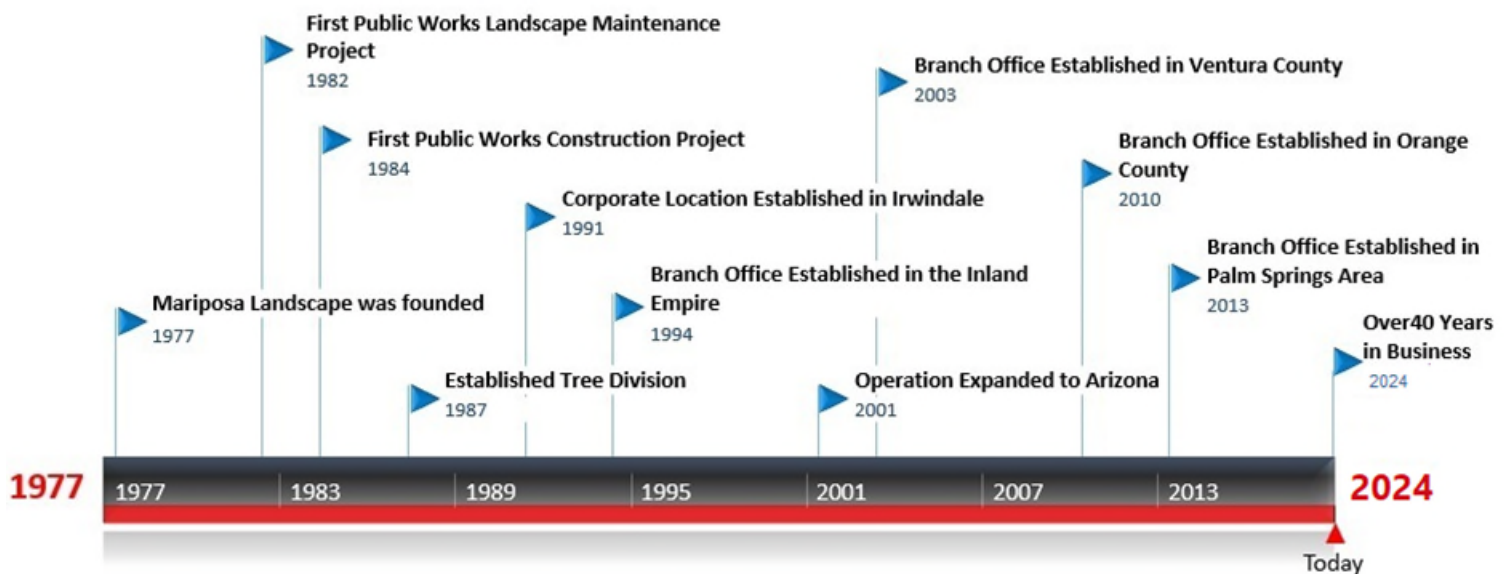 First Public Works Landscape Maintenance
Project
1982
Branch Office Established in Ventura County
2003
First Public Works Construction Project
1984
Branch Office Established in Orange
County
2010
Corporate Location Established in Irwindale
1991
Branch Office Established in
Palm Springs Area
2013
Branch Office Established in the Inland
Empire
1994
Mariposa Landscape was founded
1977
Over40 Years
in Business
2024
Established Tree Division
1987
Operation Expanded to Arizona
2001
1977
1977 1983 1989 1995 2001 2007 2013
2024
Today